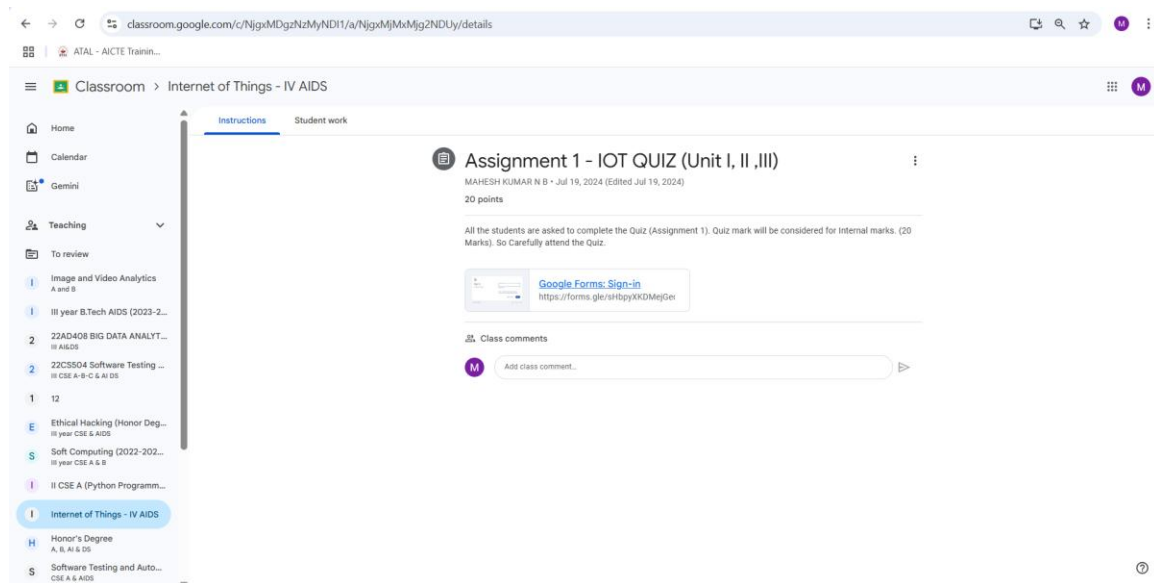 classroom.google.com/c/NjgxMDgzNzMyNDI1/a/NjgxMjMxMjg2NDUy/details
M
ATAL - AICTE Trainin...
Classroom > Internet of Things - IV AIDS
M
Home
Calendar
Gemini
Teaching
To review
I Image and Video Analytics
A and B
I III year B.Tech AIDS (2023-2...
2 22AD408 BIG DATA ANALYT...
III AI&DS
2 22CS504 Software Testing ...
III CSE A-B-C & AI DS
1 12
E Ethical Hacking (Honor Deg...
III year CSE & AIDS
S Soft Computing (2022-202...
III year CSE A & B
I II CSE A (Python Programm...
I Internet of Things - IV AIDS
H Honor's Degree
A, B, AI & DS
S Software Testing and Auto...
CSE A & AIDS
Instructions Student work
Assignment 1 - IOT QUIZ (Unit I, II ,III)
MAHESH KUMAR N B • Jul 19, 2024 (Edited Jul 19, 2024)
20 points
All the students are asked to complete the Quiz (Assignment 1). Quiz mark will be considered for Internal marks. (20
Marks). So Carefully attend the Quiz.
Google Forms: Sign-in
https://forms.gle/sHbpyXKDMejGer
Class comments
M Add class comment...